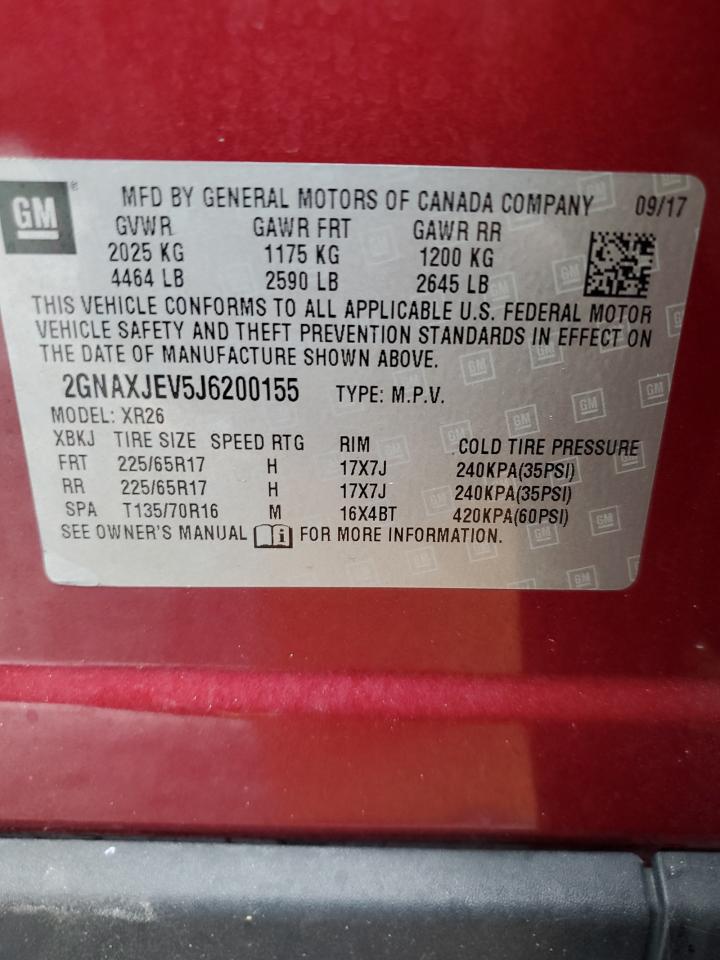 GM ® MFD BY GENERAL MOTORS OF CANADA COMPANY 09/17
GVWR GAWR FRT GAWR RR
2025 KG 1175 KG 1200 KG
4464 LB 2590 LB 2645 LB
THIS VEHICLE CONFORMS TO ALL APPLICABLE U.S. FEDERAL MOTOR
VEHICLE SAFETY AND THEFT PREVENTION STANDARDS IN EFFECT ON
THE DATE OF MANUFACTURE SHOWN ABOVE.
2GNAXJEV5J6200155 TYPE: M.P.V.
MODEL: XR26
XBKJ TIRE SIZE SPEED RTG RIM COLD TIRE PRESSURE
FRT 225/65R17 H 17X7J 240KPA(35PSI)
RR 225/65R17 H 17X7J 240KPA(35PSI)
SPA T135/70R16 M 16X4BT 420KPA(60PSI)
SEE OWNER'S MANUAL i FOR MORE INFORMATION.